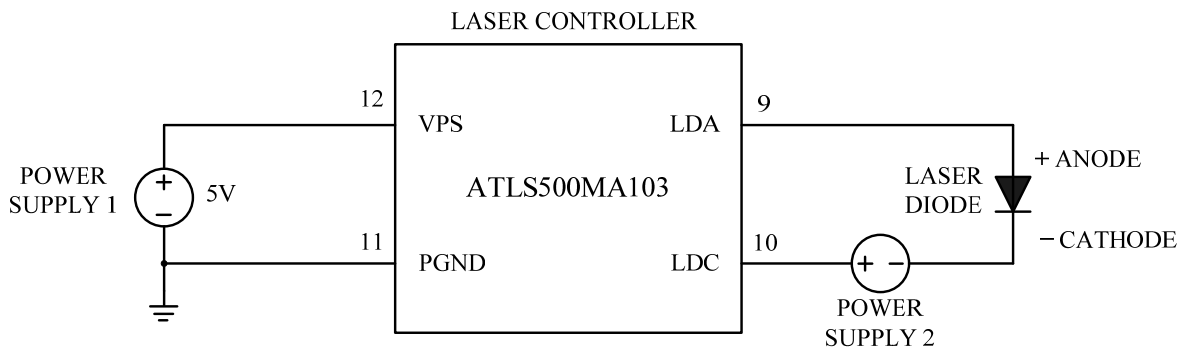 LASER CONTROLLER
12
VPS
LDA
9
POWER
SUPPLY 1
+
−
5V
ATLS500MA103
LASER
DIODE
+ ANODE
− CATHODE
11
PGND
LDC
10
+ -
POWER
SUPPLY 2